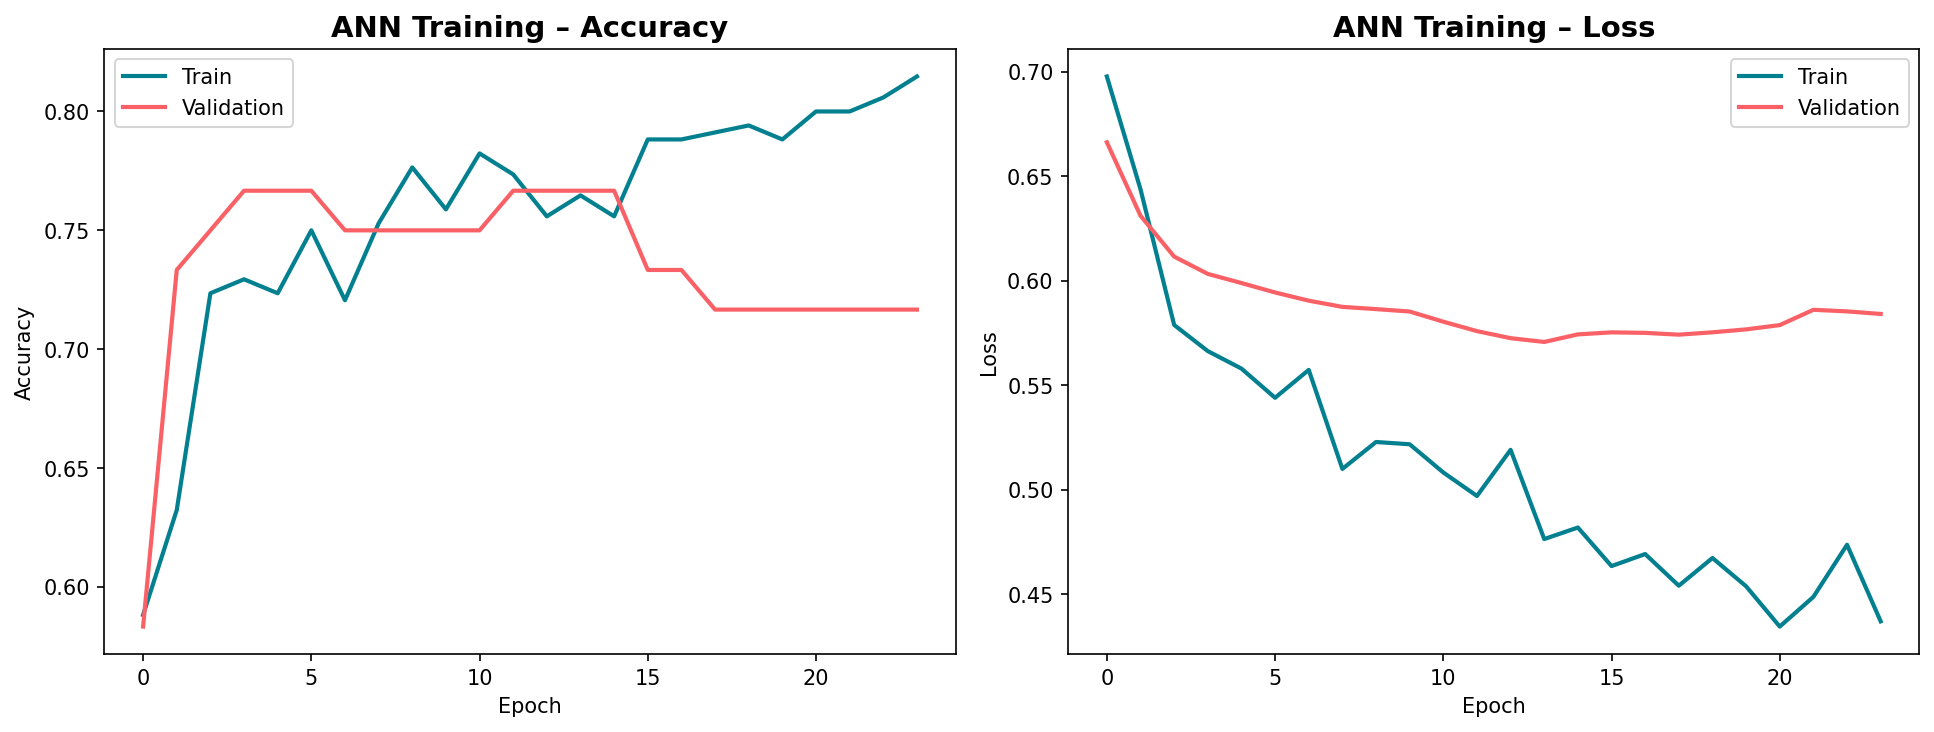 ANN Training – Accuracy
Train
Validation
0.80
0.75
0.70
0.65
0.60
Accuracy
0
5
10
15
20
Epoch
ANN Training – Loss
Train
Validation
0.70
0.65
0.60
0.55
0.50
0.45
Loss
0
5
10
15
20
Epoch